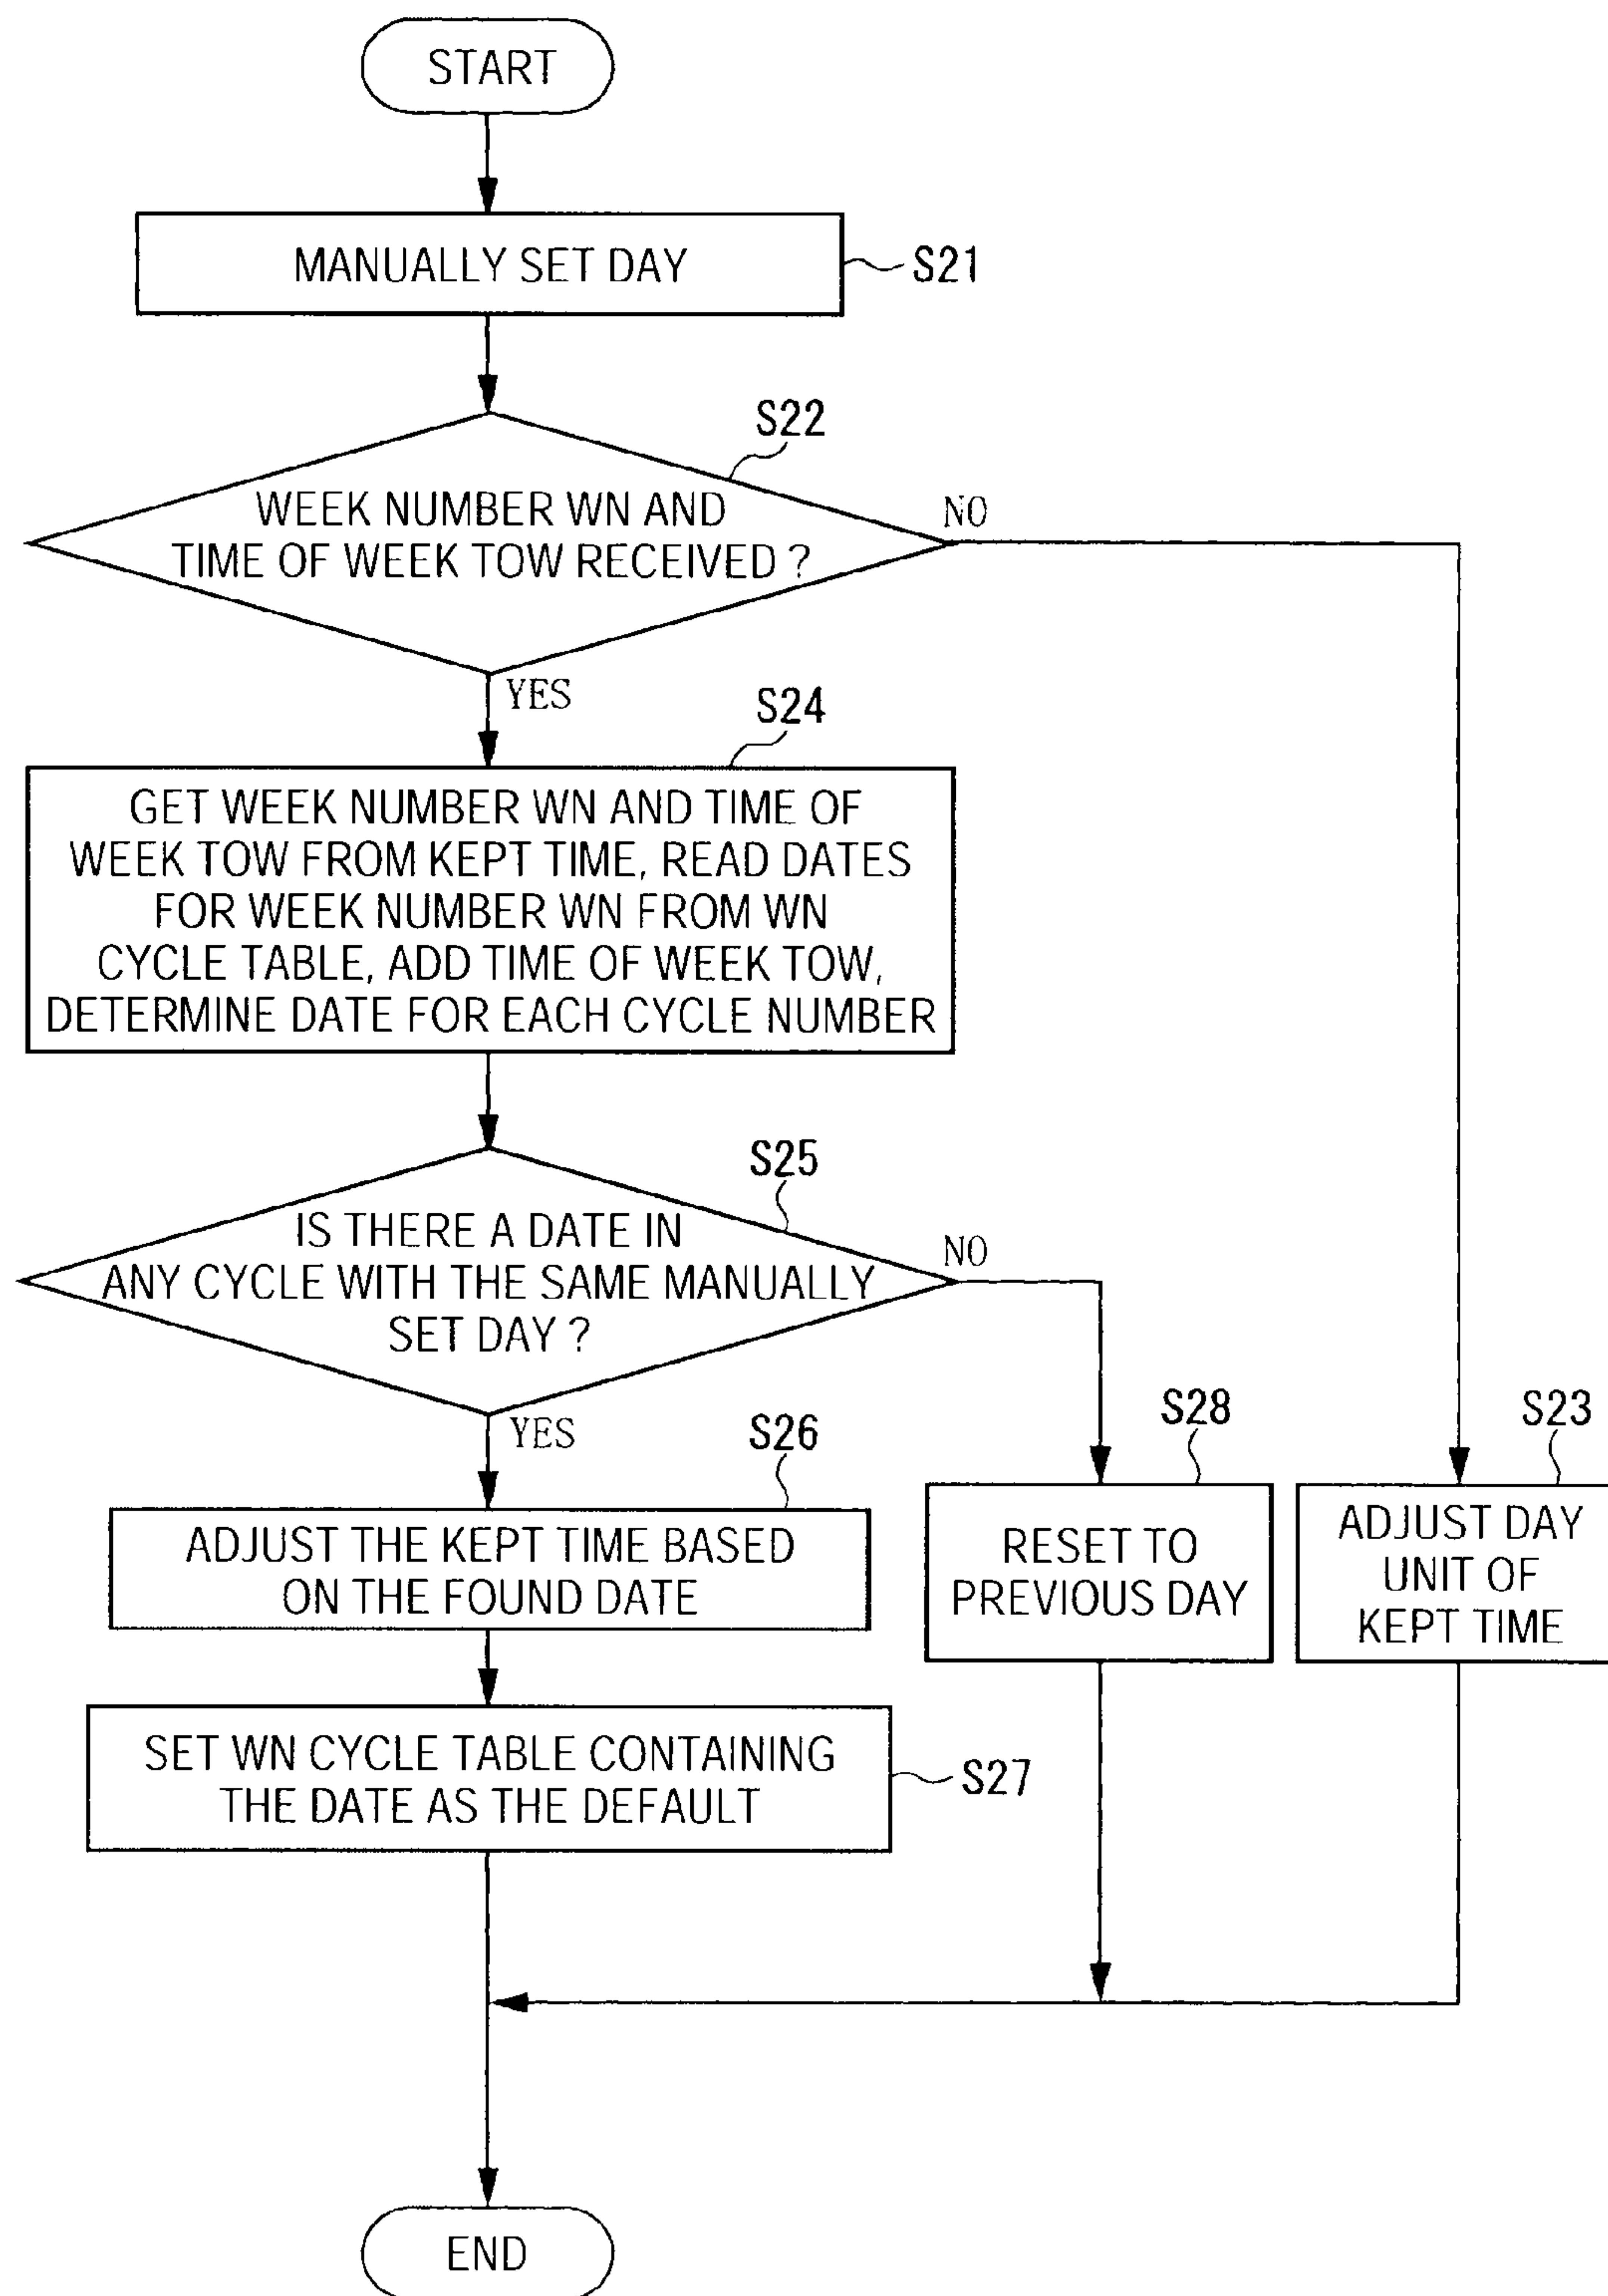 START
MANUALLY SET DAY
S21
S22
WEEK NUMBER WN AND
TIME OF WEEK TOW RECEIVED ?
NO
YES
S24
GET WEEK NUMBER WN AND TIME OF
WEEK TOW FROM KEPT TIME, READ DATES
FOR WEEK NUMBER WN FROM WN
CYCLE TABLE, ADD TIME OF WEEK TOW,
DETERMINE DATE FOR EACH CYCLE NUMBER
S25
IS THERE A DATE IN
ANY CYCLE WITH THE SAME MANUALLY
SET DAY ?
NO
YES
S26
ADJUST THE KEPT TIME BASED
ON THE FOUND DATE
S28
RESET TO
PREVIOUS DAY
S23
ADJUST DAY
UNIT OF
KEPT TIME
SET WN CYCLE TABLE CONTAINING
THE DATE AS THE DEFAULT
S27
END